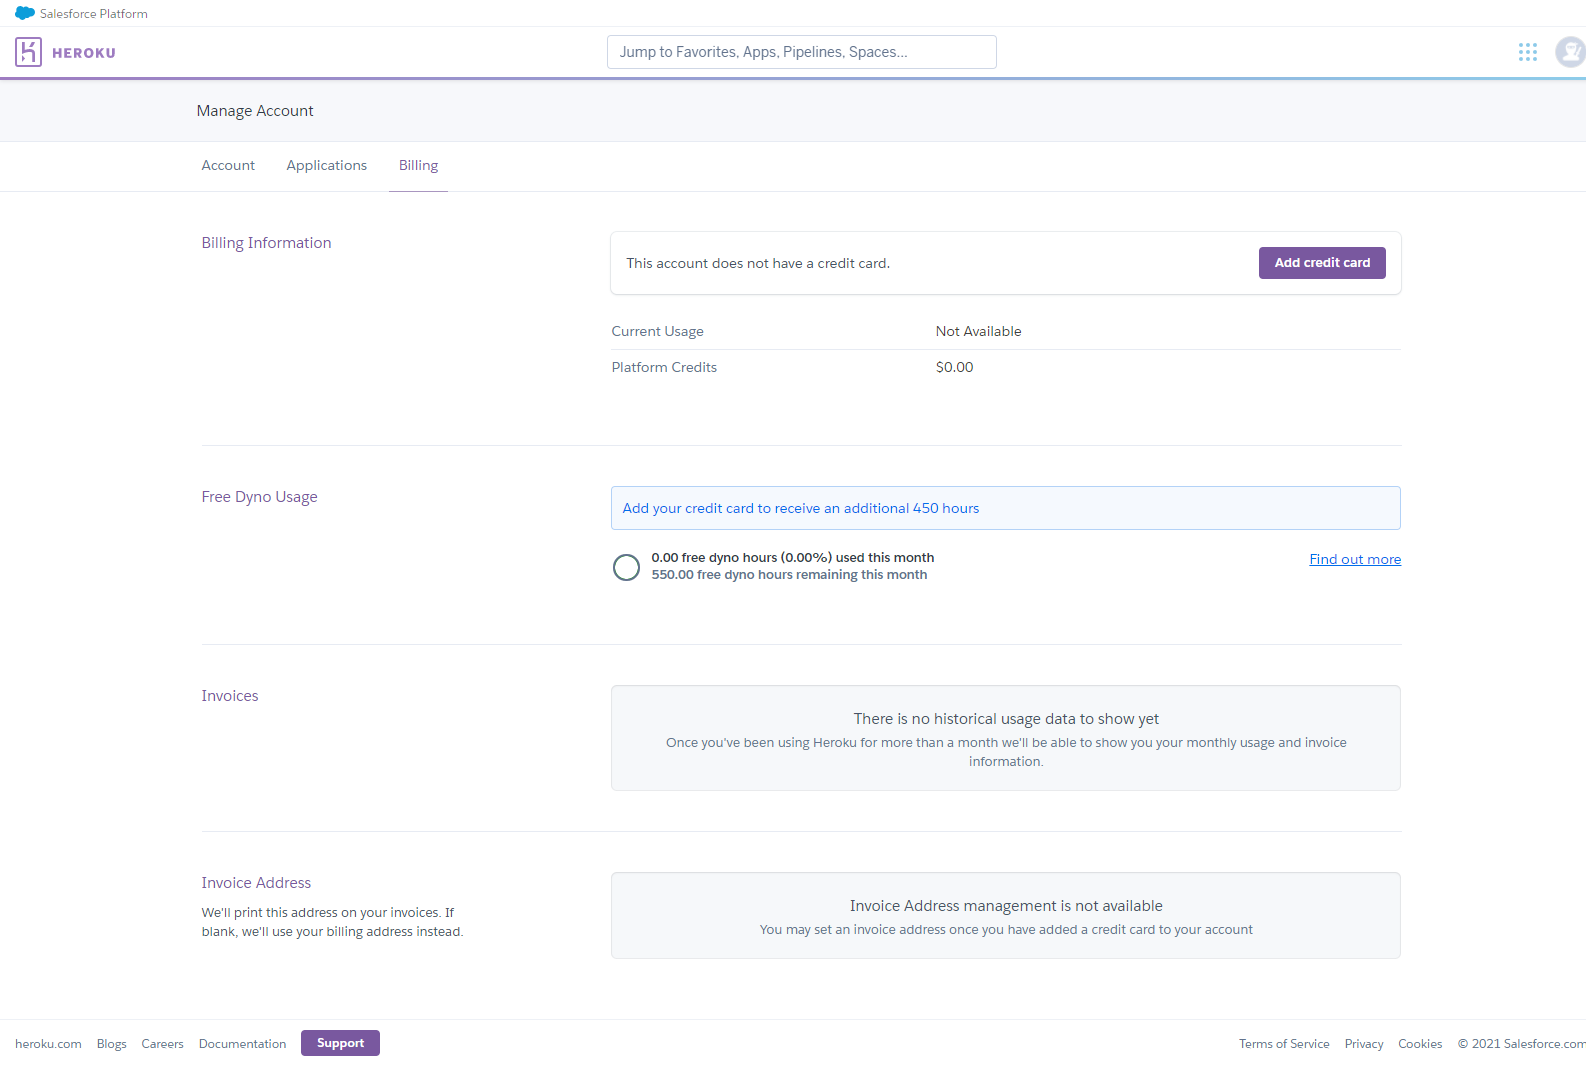 Salesforce Platform
HEROKU
Jump to Favorites, Apps, Pipelines, Spaces...
Manage Account
Account
Applications
Billing
Billing Information
This account does not have a credit card.
Add credit card
Current Usage
Not Available
Platform Credits
$0.00
Free Dyno Usage
Add your credit card to receive an additional 450 hours
0.00 free dyno hours (0.00%) used this month
550.00 free dyno hours remaining this month
Find out more
Invoices
There is no historical usage data to show yet
Once you've been using Heroku for more than a month we'll be able to show you your monthly usage and invoice
information.
Invoice Address
We'll print this address on your invoices. If
blank, we'll use your billing address instead.
Invoice Address management is not available
You may set an invoice address once you have added a credit card to your account
heroku.com
Blogs
Careers
Documentation
Support
Terms of Service
Privacy
Cookies
© 2021 Salesforce.com